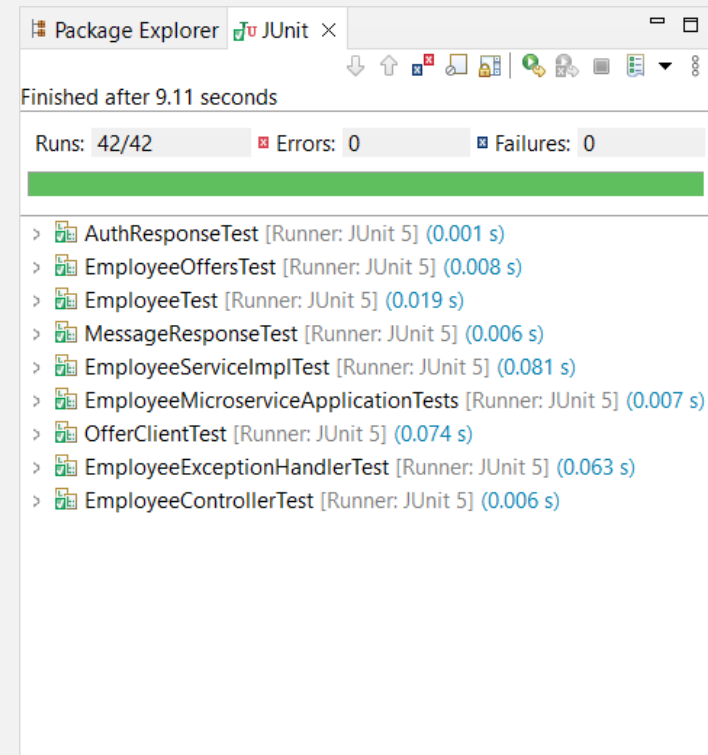 Package Explorer JUnit
Finished after 9.11 seconds
Runs: 42/42 Errors: 0 Failures: 0
AuthResponseTest [Runner: JUnit 5] (0.001 s)
EmployeeOffersTest [Runner: JUnit 5] (0.008 s)
EmployeeTest [Runner: JUnit 5] (0.019 s)
MessageResponseTest [Runner: JUnit 5] (0.006 s)
EmployeeServiceImplTest [Runner: JUnit 5] (0.081 s)
EmployeeMicroserviceApplicationTests [Runner: JUnit 5] (0.007 s)
OfferClientTest [Runner: JUnit 5] (0.074 s)
EmployeeExceptionHandlerTest [Runner: JUnit 5] (0.063 s)
EmployeeControllerTest [Runner: JUnit 5] (0.006 s)